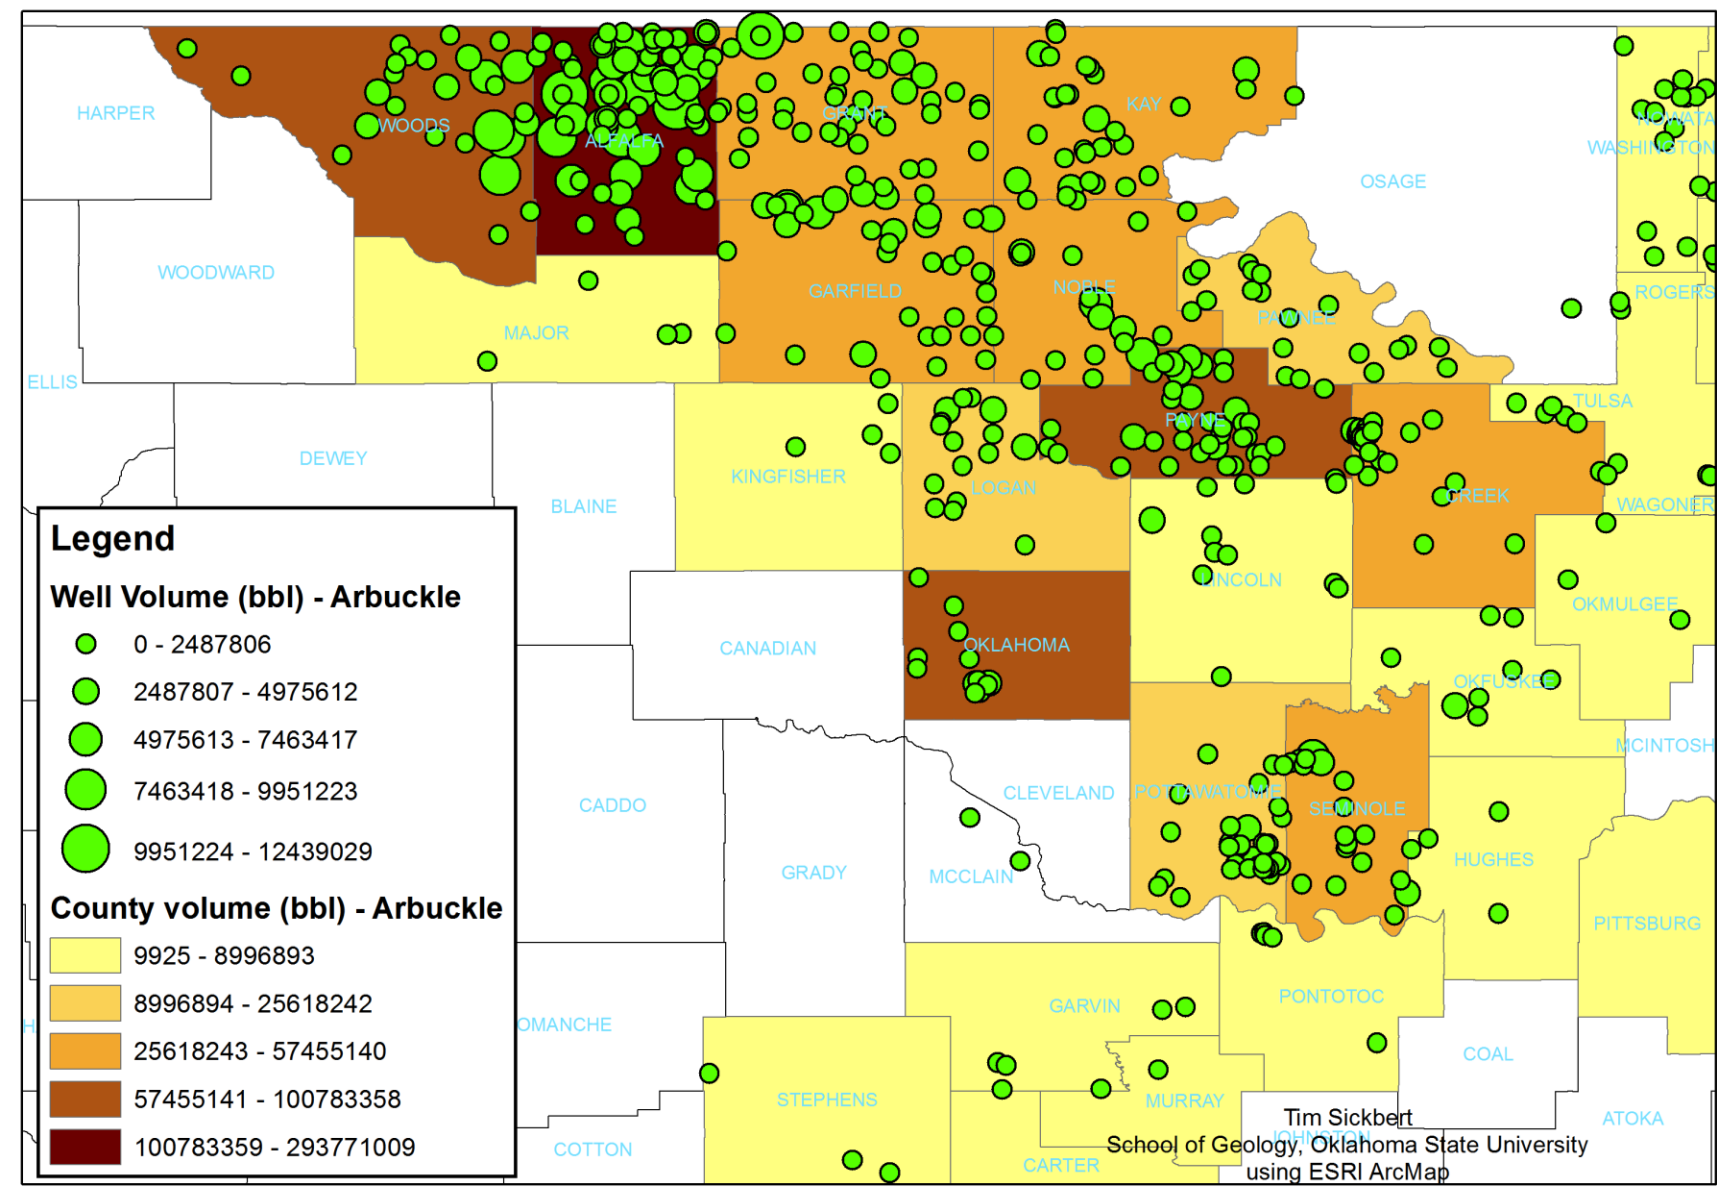 HARPER
WOODS
ALFALFA
GRANT
KAY
OSAGE
NOWATA
WASHINGTON
WOODWARD
MAJOR
GARFIELD
NOBLE
PAWNEE
ROGERS
ELLIS
DEWEY
BLAINE
KINGFISHER
LOGAN
PAYNE
CREEK
TULSA
WAGONER
Legend
Well Volume (bbl) - Arbuckle
0 - 2487806
2487807 - 4975612
4975613 - 7463417
7463418 - 9951223
9951224 - 12439029
County volume (bbl) - Arbuckle
9925 - 8996893
8996894 - 25618242
25618243 - 57455140
57455141 - 100783358
100783359 - 293771009
CANADIAN
OKLAHOMA
LINCOLN
OKMULGEE
OKFUSKEE
MCINTOSH
CADDO
GRADY
CLEVELAND
MCCLAIN
POTTAWATOMIE
SEMINOLE
HUGHES
PITTSBURG
H
OMANCHE
GARVIN
PONTOTOC
COAL
STEPHENS
MURRAY
ATOKA
COTTON
CARTER
JOHNSTON
Tim Sickbert
School of Geology, Oklahoma State University
using ESRI ArcMap